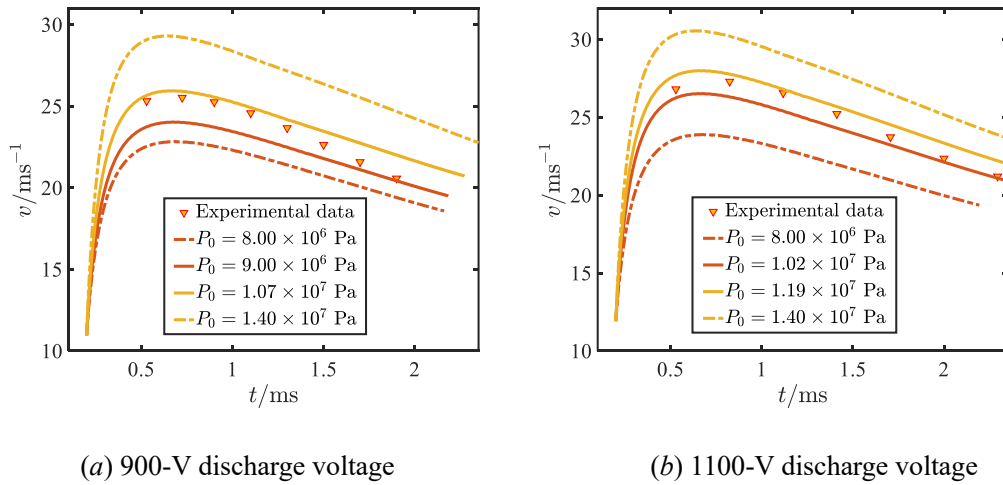 30
25
20
15
10
v/ms⁻¹
Experimental data
P₀ = 8.00 × 10⁶ Pa
P₀ = 9.00 × 10⁶ Pa
P₀ = 1.07 × 10⁷ Pa
P₀ = 1.40 × 10⁷ Pa
0.5 1 1.5 2
t/ms
(a) 900-V discharge voltage
30
25
20
15
10
v/ms⁻¹
Experimental data
P₀ = 8.00 × 10⁶ Pa
P₀ = 1.02 × 10⁷ Pa
P₀ = 1.19 × 10⁷ Pa
P₀ = 1.40 × 10⁷ Pa
0.5 1 1.5 2
t/ms
(b) 1100-V discharge voltage